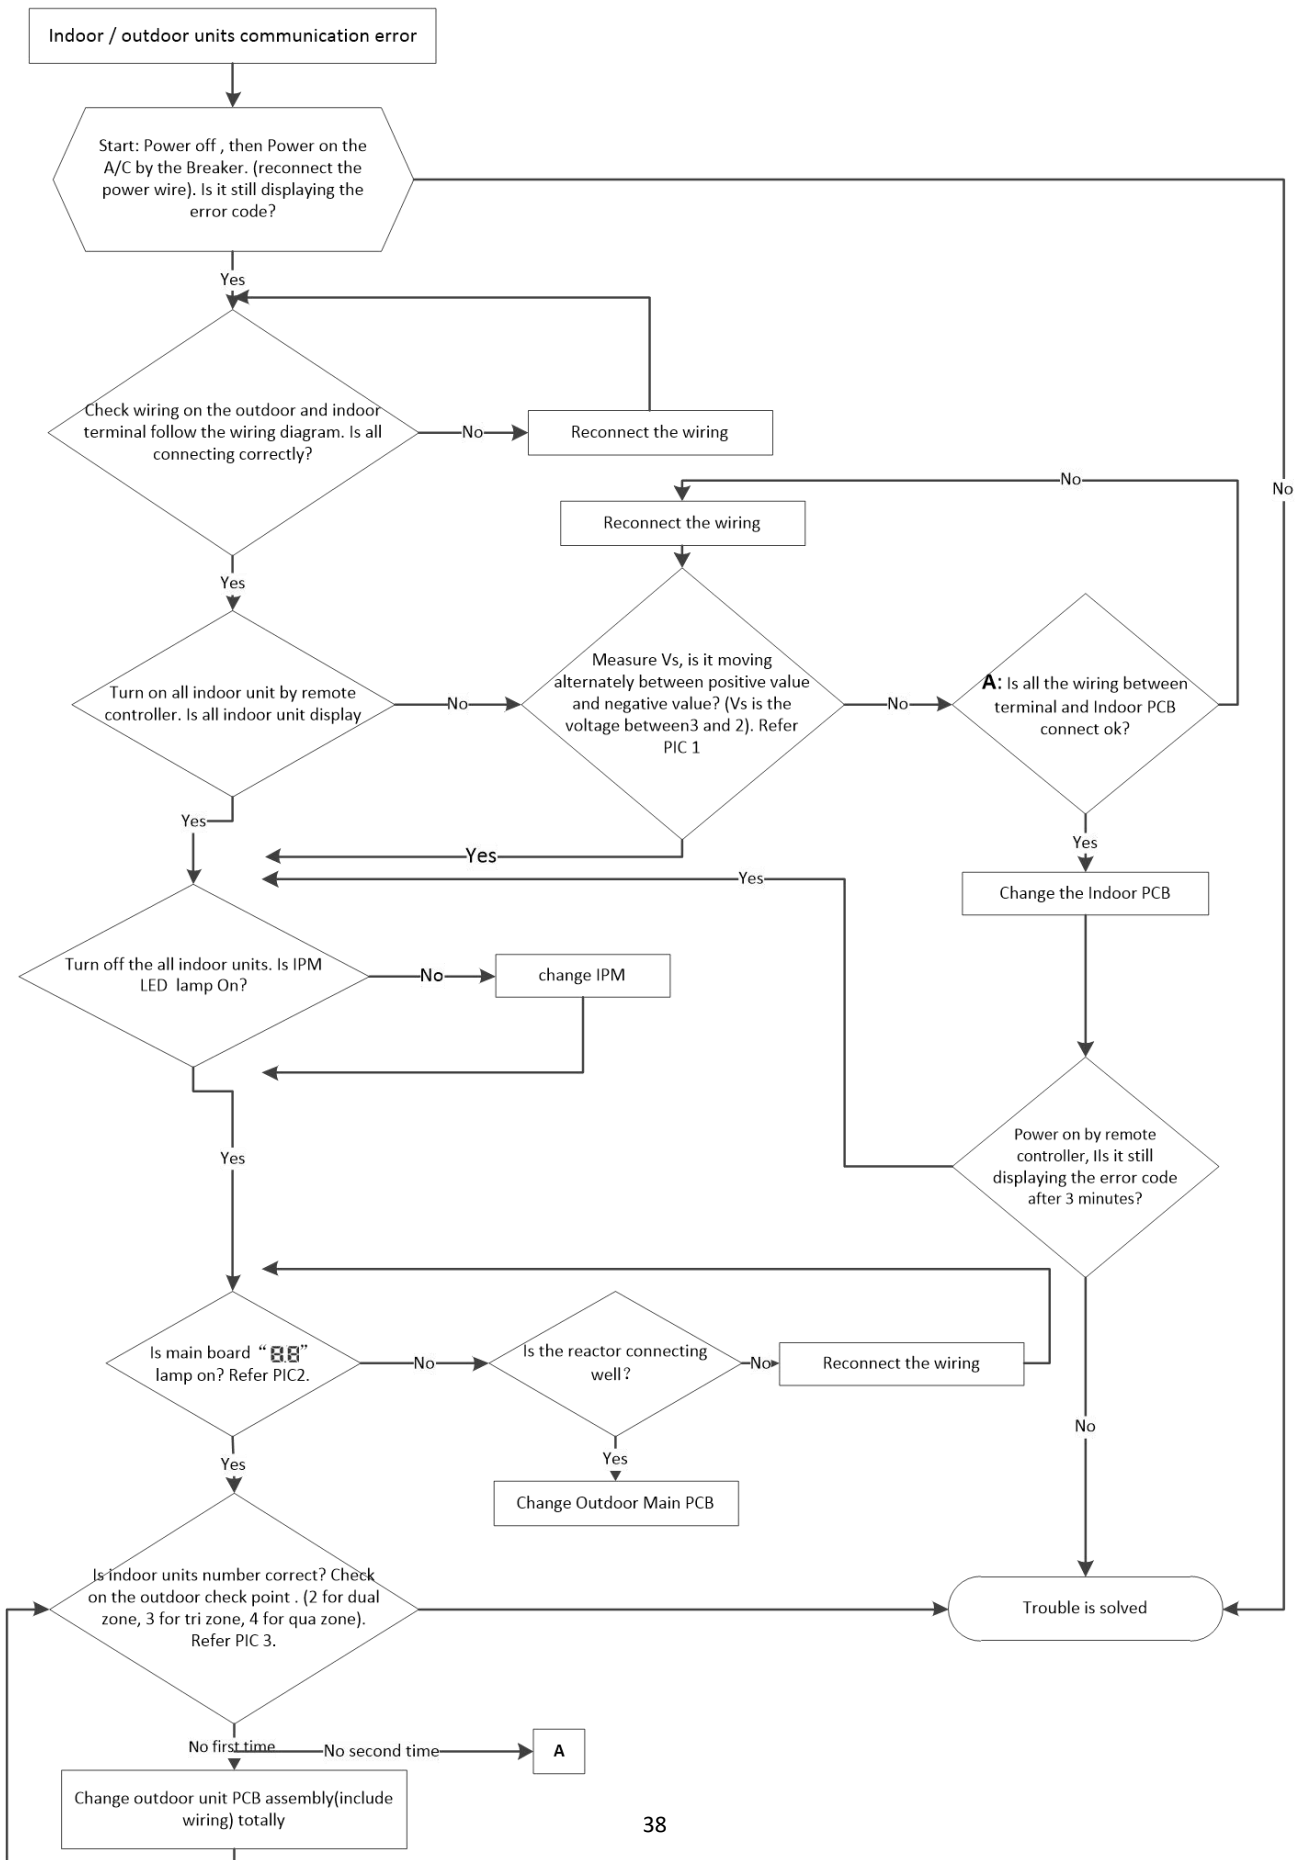 Indoor / outdoor units communication error
Start: Power off , then Power on the
A/C by the Breaker. (reconnect the
power wire). Is it still displaying the
error code?
Yes
No
Check wiring on the outdoor and indoor
terminal follow the wiring diagram. Is all
connecting correctly?
No
Reconnect the wiring
No
Reconnect the wiring
Yes
Turn on all indoor unit by remote
controller. Is all indoor unit display
No
Measure Vs, is it moving
alternately between positive value
and negative value? (Vs is the
voltage between3 and 2). Refer
PIC 1
No
A: Is all the wiring between
terminal and Indoor PCB
connect ok?
Yes
Yes
Yes
Yes
Change the Indoor PCB
Turn off the all indoor units. Is IPM
LED lamp On?
No
change IPM
Power on by remote
controller, IIs it still
displaying the error code
after 3 minutes?
Yes
Is main board “8.8”
lamp on? Refer PIC2.
No
Is the reactor connecting
well?
No
Reconnect the wiring
No
Yes
Yes
Change Outdoor Main PCB
Is indoor units number correct? Check
on the outdoor check point . (2 for dual
zone, 3 for tri zone, 4 for qua zone).
Refer PIC 3.
Trouble is solved
No first time
No second time
A
Change outdoor unit PCB assembly(include
wiring) totally
38